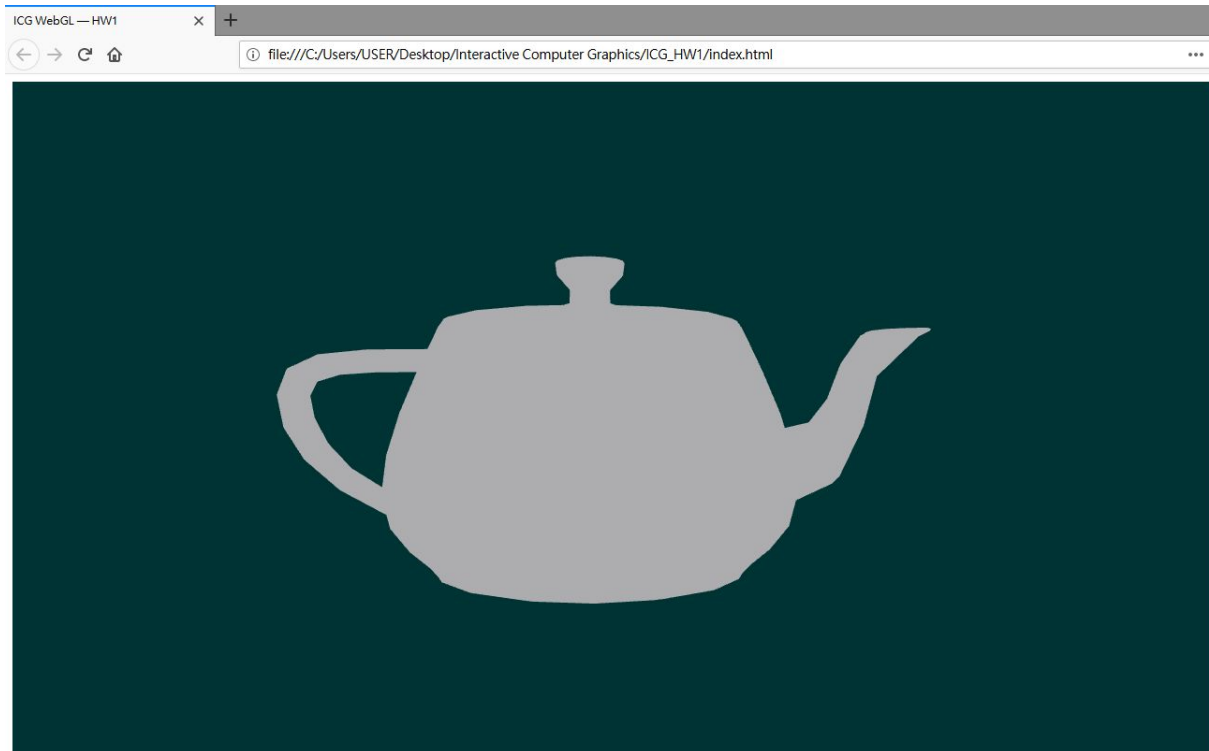 ICG WebGL — HW1
file:///C:/Users/USER/Desktop/Interactive Computer Graphics/ICG_HW1/index.html